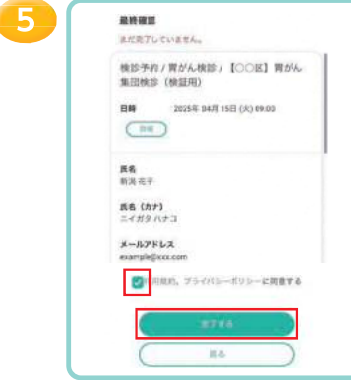 5
最終確認
まだ完了していません。
検診予約 / 胃がん検診 / 【○○区】胃がん
集団検診（検証用）
日時 2025年 04月 15日 (火) 09:00
氏名
新潟 花子
氏名（カナ）
ニイガタ ハナコ
メールアドレス
example@xxx.com
利用規約、プライバシーポリシーに同意する
完了する
戻る